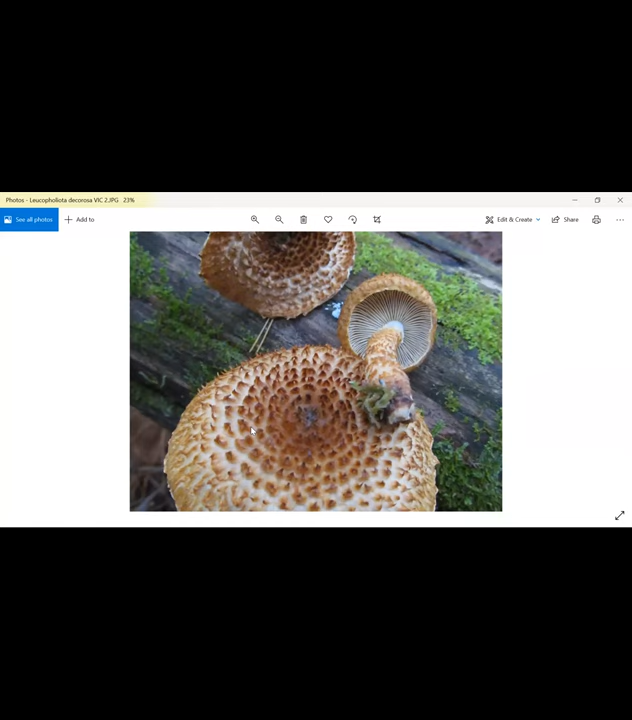 Photos - Leucopholiota decorosa VIC 2.JPG 23%
See all photos
Add to
Edit & Create
Share